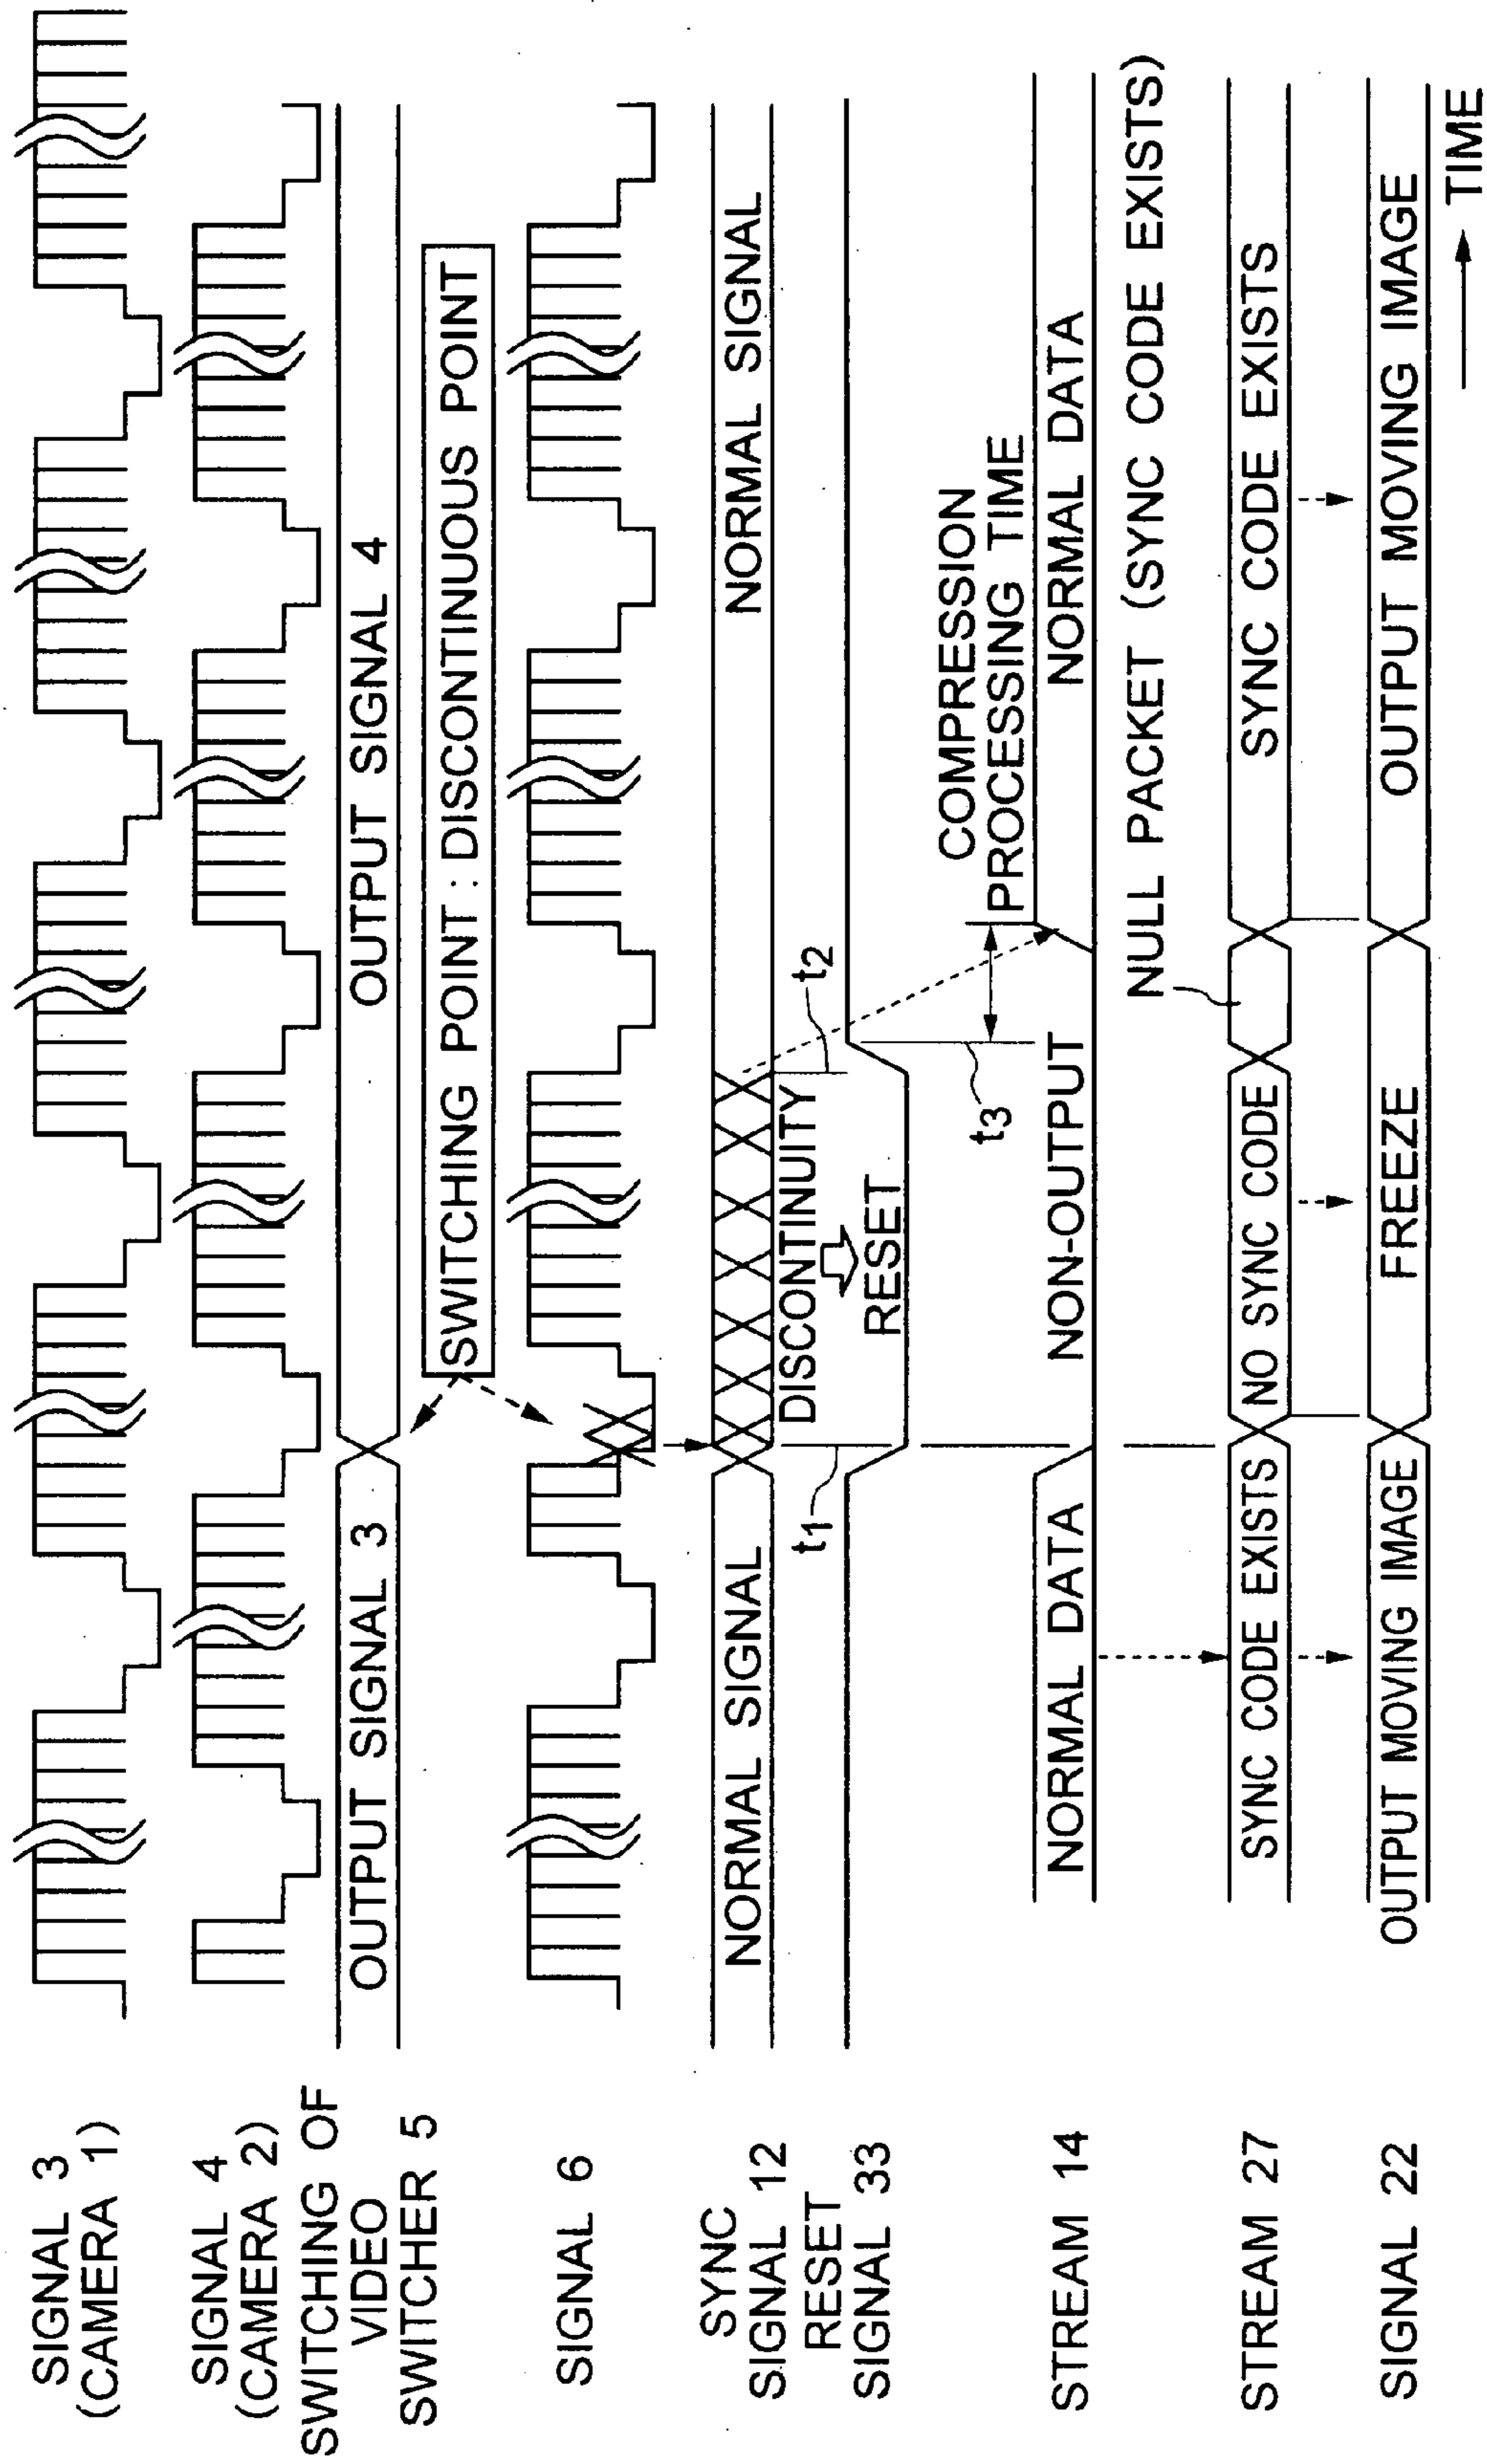 SIGNAL 3
(CAMERA 1)
SIGNAL 4
(CAMERA 2)
SWITCHING OF
VIDEO
SWITCHER 5
OUTPUT SIGNAL 3
OUTPUT SIGNAL 4
SWITCHING POINT : DISCONTINUOUS POINT
SIGNAL 6
SYNC
SIGNAL 12
NORMAL SIGNAL
NORMAL SIGNAL
DISCONTINUITY
t1
t2
RESET
SIGNAL 33
RESET
t3
COMPRESSION
PROCESSING TIME
STREAM 14
NORMAL DATA
NON-OUTPUT
NORMAL DATA
NULL PACKET (SYNC CODE EXISTS)
STREAM 27
SYNC CODE EXISTS
NO SYNC CODE
SYNC CODE EXISTS
SIGNAL 22
OUTPUT MOVING IMAGE
FREEZE
OUTPUT MOVING IMAGE
TIME